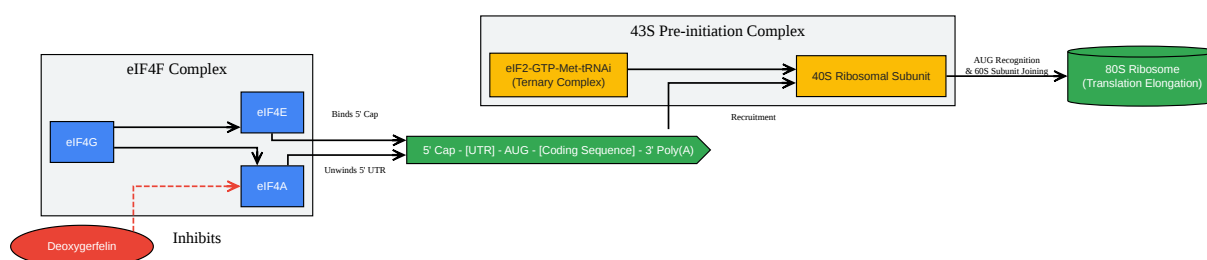 43S Pre-initiation Complex
eIF4F Complex
eIF2-GTP-Met-tRNAi
(Ternary Complex)
40S Ribosomal Subunit
AUG Recognition
& 60S Subunit Joining
80S Ribosome
(Translation Elongation)
eIF4E
Binds 5' Cap
Recruitment
eIF4G
5' Cap - [UTR] - AUG - [Coding Sequence] - 3' Poly(A)
Unwinds 5' UTR
eIF4A
Deoxygerfelin
Inhibits